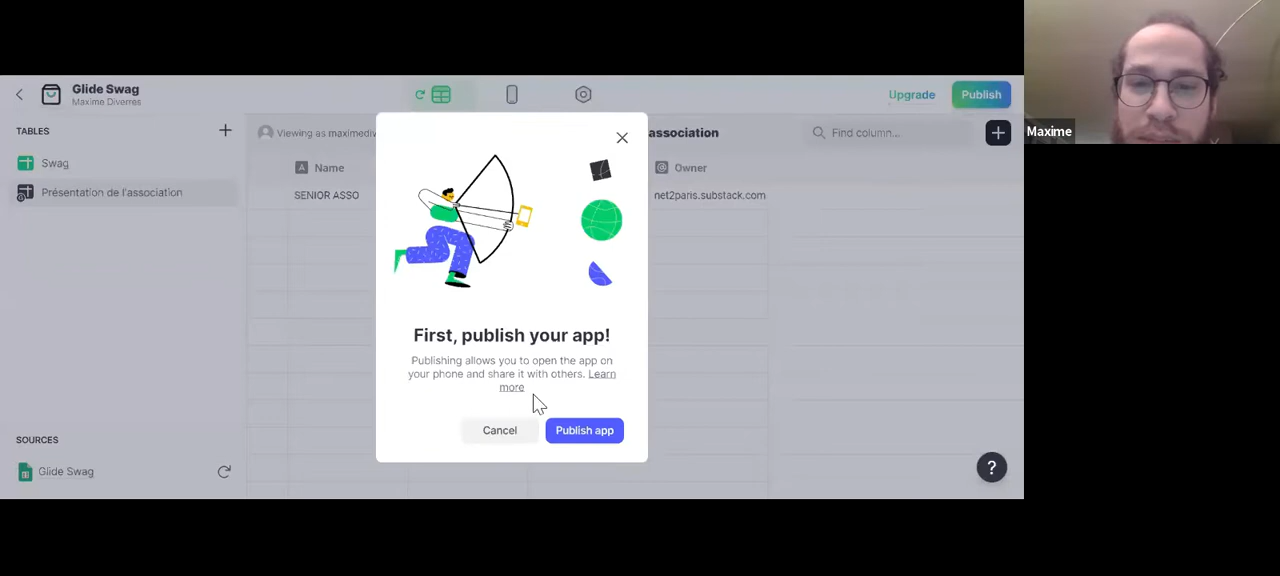 Glide Swag
Maxime Diverres
Upgrade
Publish
Maxime
TABLES
Viewing as maximediv
association
Find column...
Swag
Name
Owner
Présentation de l'association
SENIOR ASSO
net2paris.substack.com
First, publish your app!
Publishing allows you to open the app on
your phone and share it with others. Learn
more
Cancel
Publish app
SOURCES
Glide Swag
?